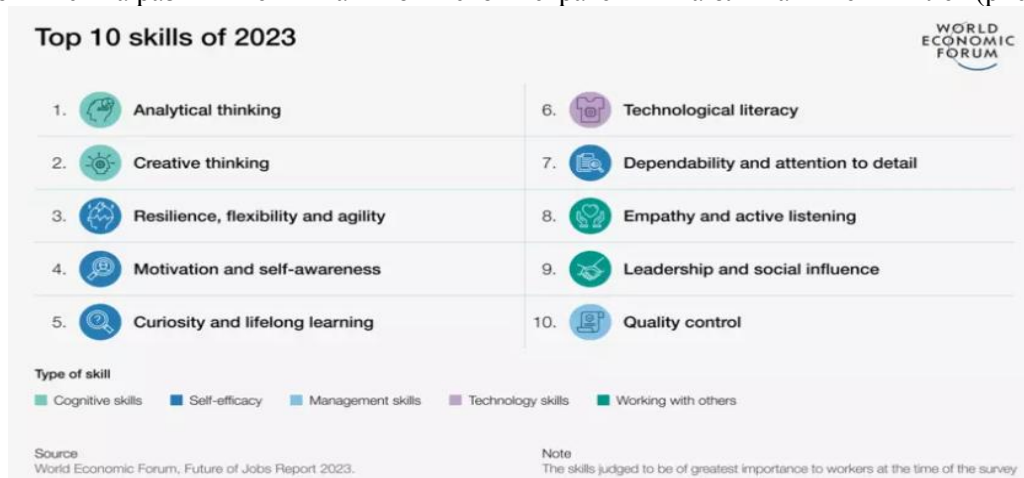 Top 10 skills of 2023
WORLD
ECONOMIC
FORUM
1. Analytical thinking
2. Creative thinking
3. Resilience, flexibility and agility
4. Motivation and self-awareness
5. Curiosity and lifelong learning
6. Technological literacy
7. Dependability and attention to detail
8. Empathy and active listening
9. Leadership and social influence
10. Quality control
Type of skill
Cognitive skills Self-efficacy Management skills Technology skills Working with others
Source
World Economic Forum, Future of Jobs Report 2023.
Note
The skills judged to be of greatest importance to workers at the time of the survey